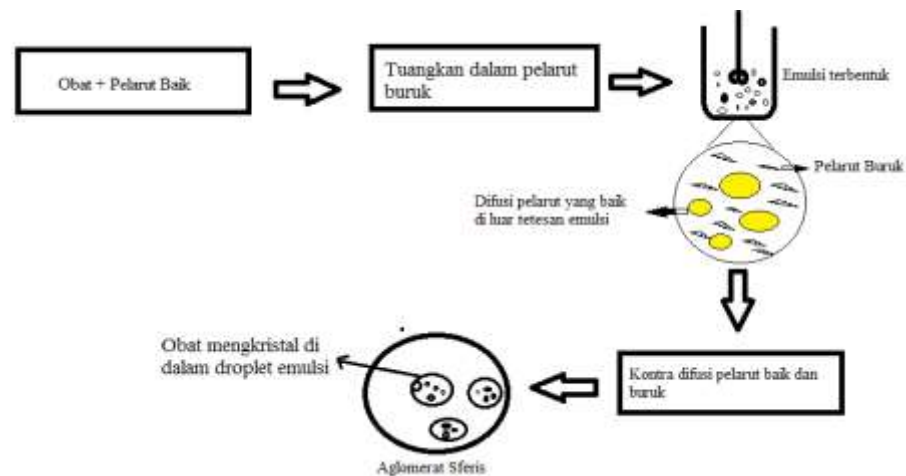 Obat + Pelarut Baik
Tuangkan dalam pelarut
buruk
Emulsi terbentuk
Pelarut Buruk
Difusi pelarut yang baik
di luar tetesan emulsi
Obat mengkristal di
dalam droplet emulsi
Kontra difusi pelarut baik dan
buruk
Aglomerat Sferis